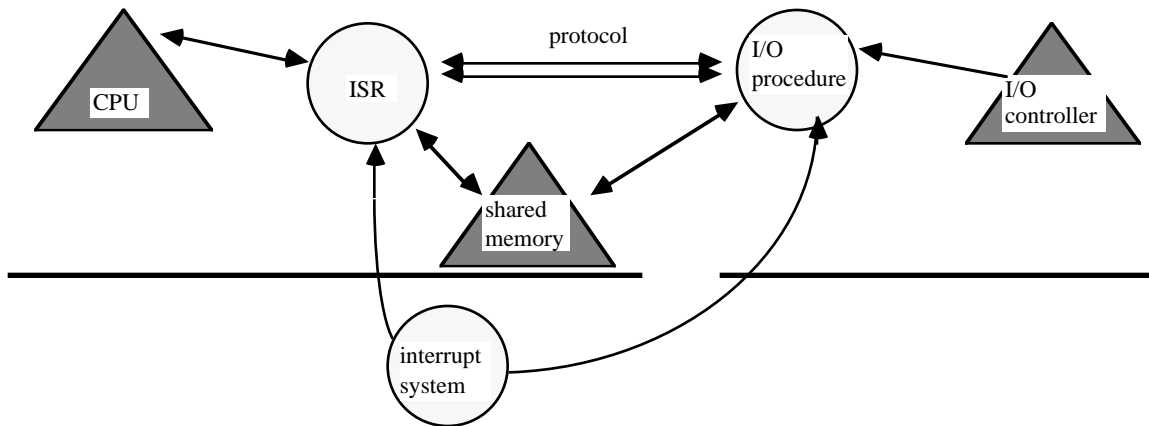 protocol
CPU
ISR
I/O
procedure
I/O
controller
shared
memory
interrupt
system